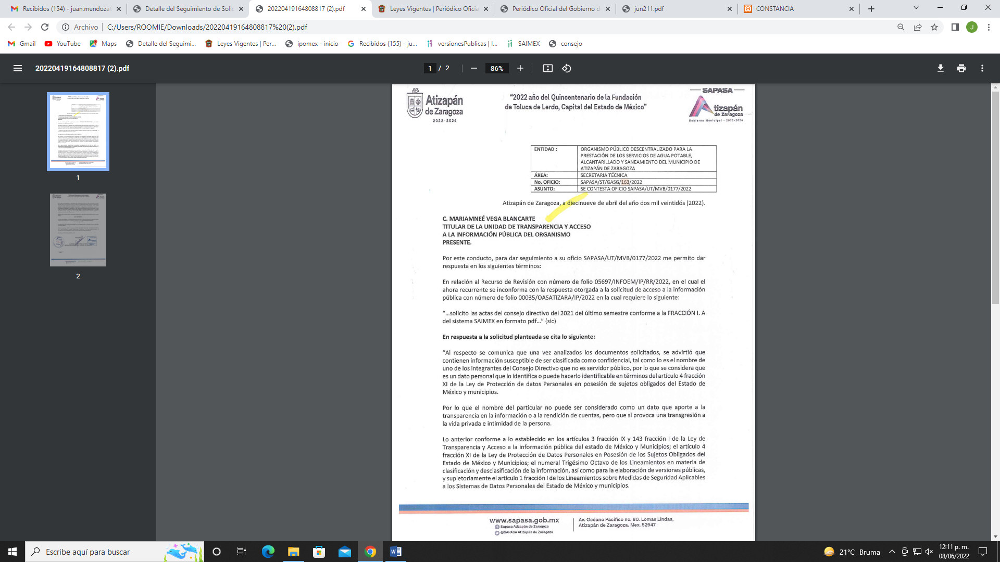 Recibidos (154) - juan.mendoza
Detalle del Seguimiento de Solic
20220419164808817 (2).pdf
Leyes Vigentes | Periódico Oficia
Periódico Oficial del Gobierno d
jun211.pdf
CONSTANCIA
Archivo
C:/Users/ROOMIE/Downloads/20220419164808817%20(2).pdf
J
Gmail
YouTube
Maps
Detalle del Seguimi...
Leyes Vigentes | Per...
ipomex - inicio
Recibidos (155) - ju...
versionesPublicas | I...
SAIMEX
consejo
20220419164808817 (2).pdf
1 / 2
86%
1
2
Atizapán
de Zaragoza
2022-2024
“2022 año del Quincentenario de la Fundación
de Toluca de Lerdo, Capital del Estado de México”
SAPASA
Atizapán
de Zaragoza
Gobierno Municipal - 2022-2024
ENTIDAD : ORGANISMO PÚBLICO DESCENTRALIZADO PARA LA
PRESTACIÓN DE LOS SERVICIOS DE AGUA POTABLE,
ALCANTARILLADO Y SANEAMIENTO DEL MUNICIPIO DE
ATIZAPÁN DE ZARAGOZA
ÁREA: SECRETARIA TÉCNICA
No. OFICIO: SAPASA/ST/GASG/163/2022
ASUNTO: SE CONTESTA OFICIO SAPASA/UT/MVB/0177/2022
Atizapán de Zaragoza, a diecinueve de abril del año dos mil veintidós (2022).
C. MARIAMNEÉ VEGA BLANCARTE
TITULAR DE LA UNIDAD DE TRANSPARENCIA Y ACCESO
A LA INFORMACIÓN PÚBLICA DEL ORGANISMO
PRESENTE.
Por este conducto, para dar seguimiento a su oficio SAPASA/UT/MVB/0177/2022 me permito dar
respuesta en los siguientes términos:
En relación al Recurso de Revisión con número de folio 05697/INFOEM/IP/RR/2022, en el cual el
ahora recurrente se inconforma con la respuesta otorgada a la solicitud de acceso a la información
pública con número de folio 00035/OASATIZARA/IP/2022 en la cual requiere lo siguiente:
“...solicito las actas del consejo directivo del 2021 del último semestre conforme a la FRACCIÓN I. A
del sistema SAIMEX en formato pdf...” (sic)
En respuesta a la solicitud planteada se cita lo siguiente:
“Al respecto se comunica que una vez analizados los documentos solicitados, se advirtió que
contienen información susceptible de ser clasificada como confidencial, tal como lo es el nombre de
uno de los integrantes del Consejo Directivo que no es servidor público, por lo que se considera que
es un dato personal que lo identifica o puede hacerlo identificable en términos del artículo 4 fracción
XI de la Ley de Protección de datos Personales en posesión de sujetos obligados del Estado de
México y municipios.
Por lo que el nombre del particular no puede ser considerado como un dato que aporte a la
transparencia en la información o a la rendición de cuentas, pero que sí provoca una transgresión a
la vida privada e intimidad de la persona.
Lo anterior conforme a lo establecido en los artículos 3 fracción IX y 143 fracción I de la Ley de
Transparencia y Acceso a la información pública del estado de México y Municipios; el artículo 4
fracción XI de la Ley de Protección de Datos Personales en Posesión de los Sujetos Obligados del
Estado de México y Municipios; el numeral Trigésimo Octavo de los Lineamientos en materia de
clasificación y desclasificación de la información, así como para la elaboración de versiones públicas,
y supletoriamente el artículo 1 fracción I de los Lineamientos sobre Medidas de Seguridad Aplicables
a los Sistemas de Datos Personales del Estado de México y municipios.
www.sapasa.gob.mx
Sapasa Atizapán de Zaragoza
@SAPASA Atizapán de Zaragoza
Av. Océano Pacífico no. 80. Lomas Lindas,
Atizapán de Zaragoza. Mex. 52947
Escribe aquí para buscar
21°C Bruma
12:11 p. m.
08/06/2022